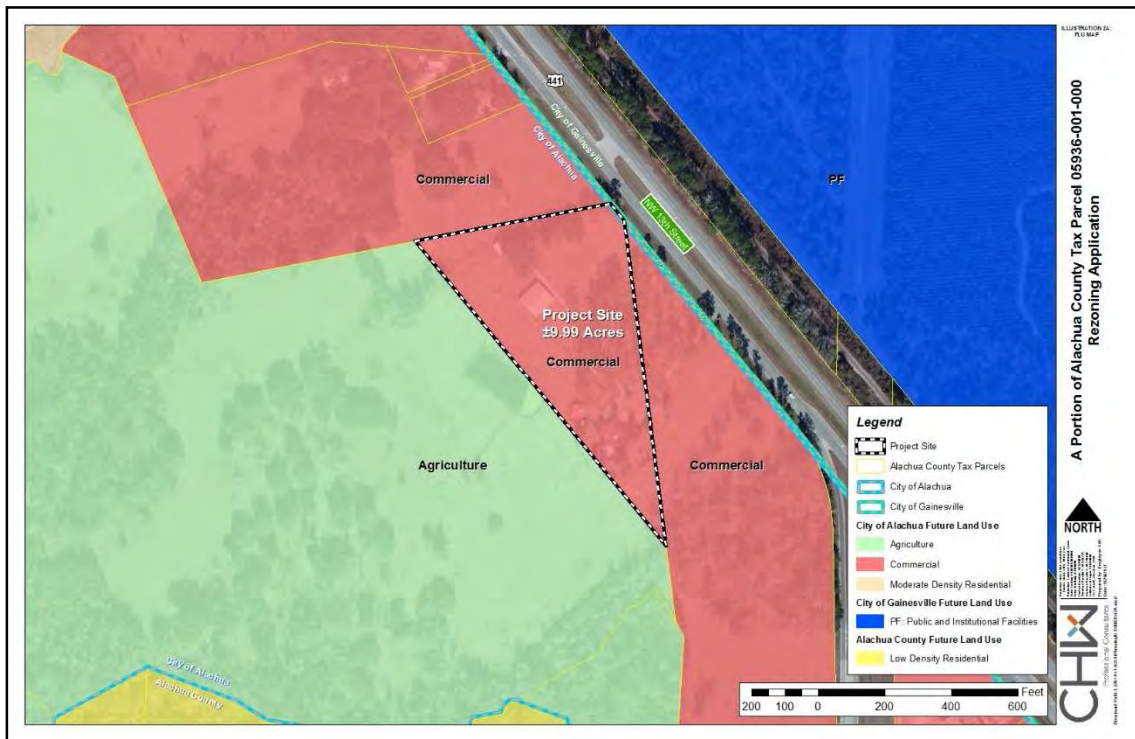 ILLUSTRATION 2a:
FLU MAP
A Portion of Alachua County Tax Parcel 05936-001-000
Rezoning Application
441
City of Gainesville
City of Alachua
PF
Commercial
NW 13th Street
Project Site
±9.99 Acres
Commercial
Agriculture
Commercial
City of Alachua
Alachua County
Legend
Project Site
Alachua County Tax Parcels
City of Alachua
City of Gainesville
City of Alachua Future Land Use
Agriculture
Commercial
Moderate Density Residential
City of Gainesville Future Land Use
PF: Public and Institutional Facilities
Alachua County Future Land Use
Low Density Residential
200 100 0 200 400 600 Feet
NORTH
CHW
Professional Consultants